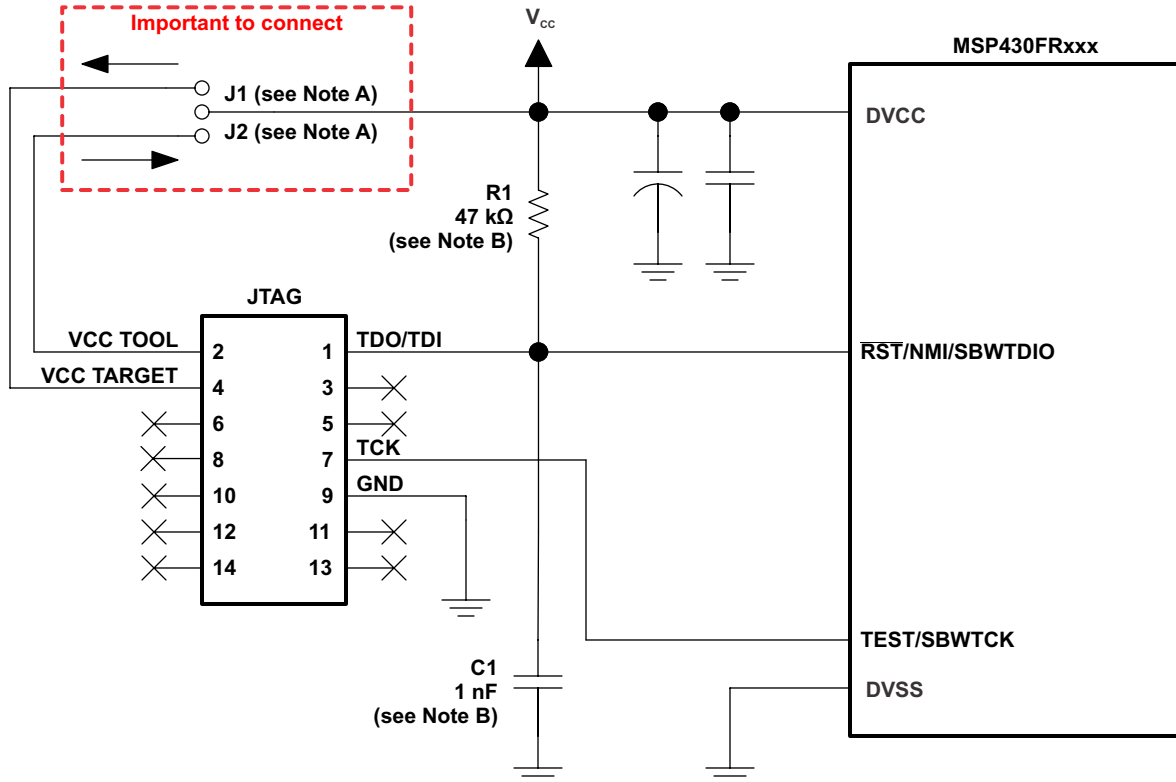 Important to connect
VCC
MSP430FRxxx
J1 (see Note A)
J2 (see Note A)
DVCC
R1
47 kΩ
(see Note B)
JTAG
VCC TOOL
2
1
TDO/TDI
RST/NMI/SBWTDIO
VCC TARGET
4
3
6
5
8
7
TCK
10
9
GND
12
11
14
13
TEST/SBWTCK
C1
1 nF
(see Note B)
DVSS